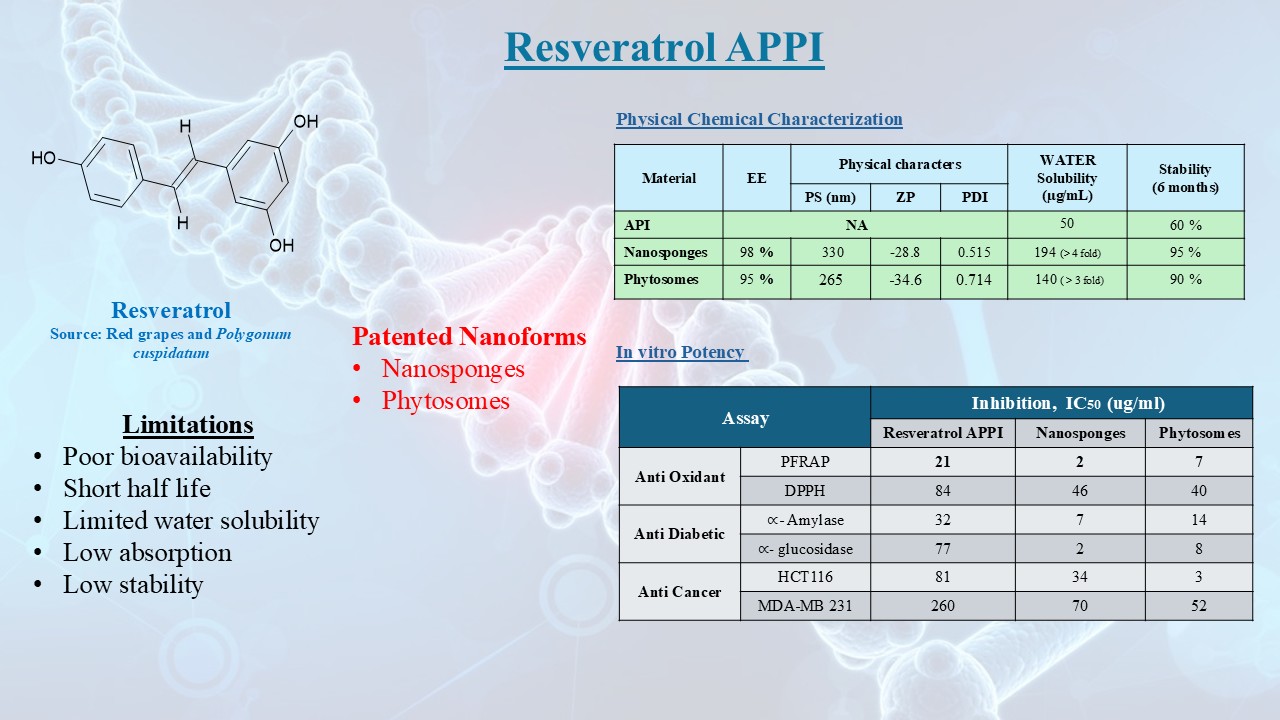 Resveratrol APPI
HO
H
H
OH
OH
Resveratrol
Source: Red grapes and Polygonum
cuspidatum
Limitations
• Poor bioavailability
• Short half life
• Limited water solubility
• Low absorption
• Low stability
Patented Nanoforms
• Nanosponges
• Phytosomes
Physical Chemical Characterization
Material EE Physical characters WATER Solubility (µg/mL) Stability (6 months)
PS (nm) ZP PDI
API NA 50 60 %
Nanosponges 98 % 330 -28.8 0.515 194 (> 4 fold) 95 %
Phytosomes 95 % 265 -34.6 0.714 140 ( > 3 fold) 90 %
In vitro Potency
Assay Inhibition, IC50 (ug/ml)
Resveratrol APPI Nanosponges Phytosomes
Anti Oxidant PFRAP 21 2 7
DPPH 84 46 40
Anti Diabetic ∝- Amylase 32 7 14
∝- glucosidase 77 2 8
Anti Cancer HCT116 81 34 3
MDA-MB 231 260 70 52